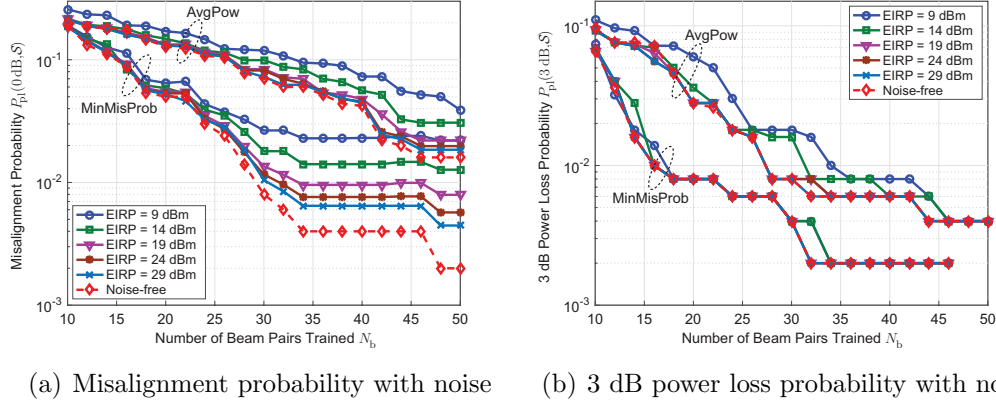 Misalignment Probability P_pl(0 dB, S)
10^-1
10^-2
10^-3
AvgPow
MinMisProb
EIRP = 9 dBm
EIRP = 14 dBm
EIRP = 19 dBm
EIRP = 24 dBm
EIRP = 29 dBm
Noise-free
10 15 20 25 30 35 40 45 50
Number of Beam Pairs Trained N_b
(a) Misalignment probability with noise
3 dB Power Loss Probability P_pl(3 dB, S)
10^-1
10^-2
10^-3
AvgPow
MinMisProb
EIRP = 9 dBm
EIRP = 14 dBm
EIRP = 19 dBm
EIRP = 24 dBm
EIRP = 29 dBm
Noise-free
10 15 20 25 30 35 40 45 50
Number of Beam Pairs Trained N_b
(b) 3 dB power loss probability with no